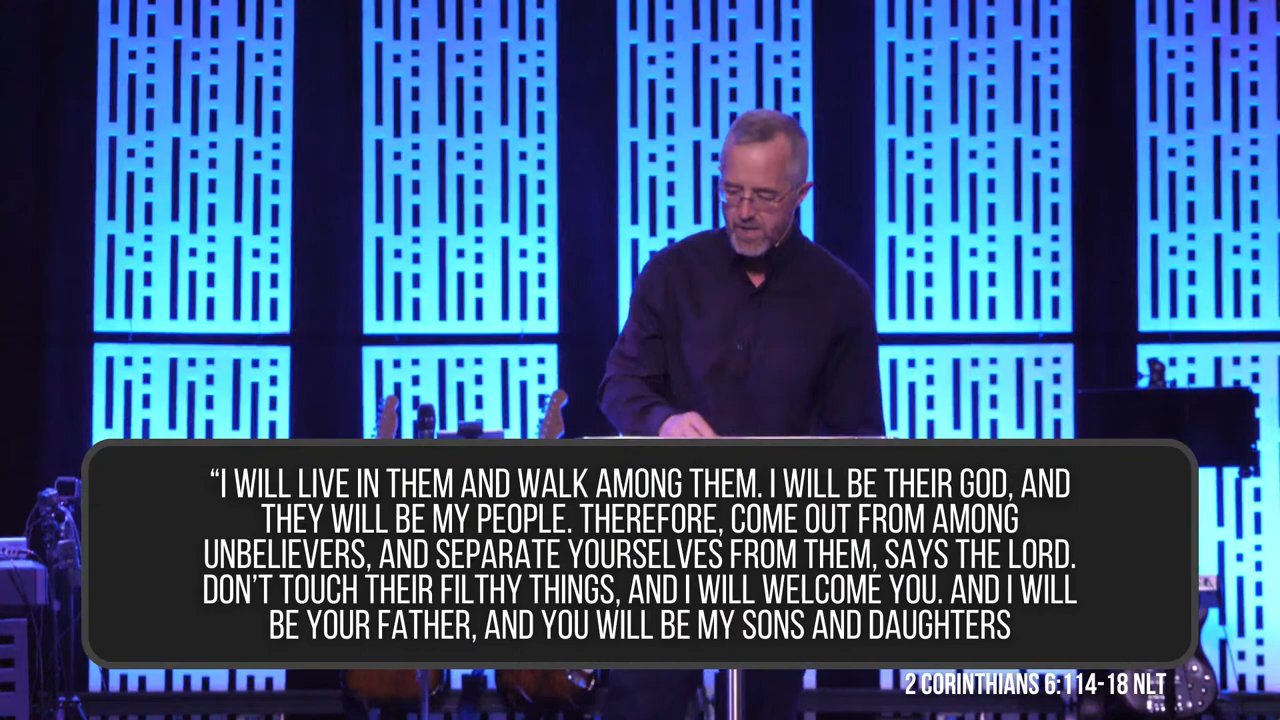 “I WILL LIVE IN THEM AND WALK AMONG THEM. I WILL BE THEIR GOD, AND
THEY WILL BE MY PEOPLE. THEREFORE, COME OUT FROM AMONG
UNBELIEVERS, AND SEPARATE YOURSELVES FROM THEM, SAYS THE LORD.
DON’T TOUCH THEIR FILTHY THINGS, AND I WILL WELCOME YOU. AND I WILL
BE YOUR FATHER, AND YOU WILL BE MY SONS AND DAUGHTERS
2 CORINTHIANS 6:114-18 NLT